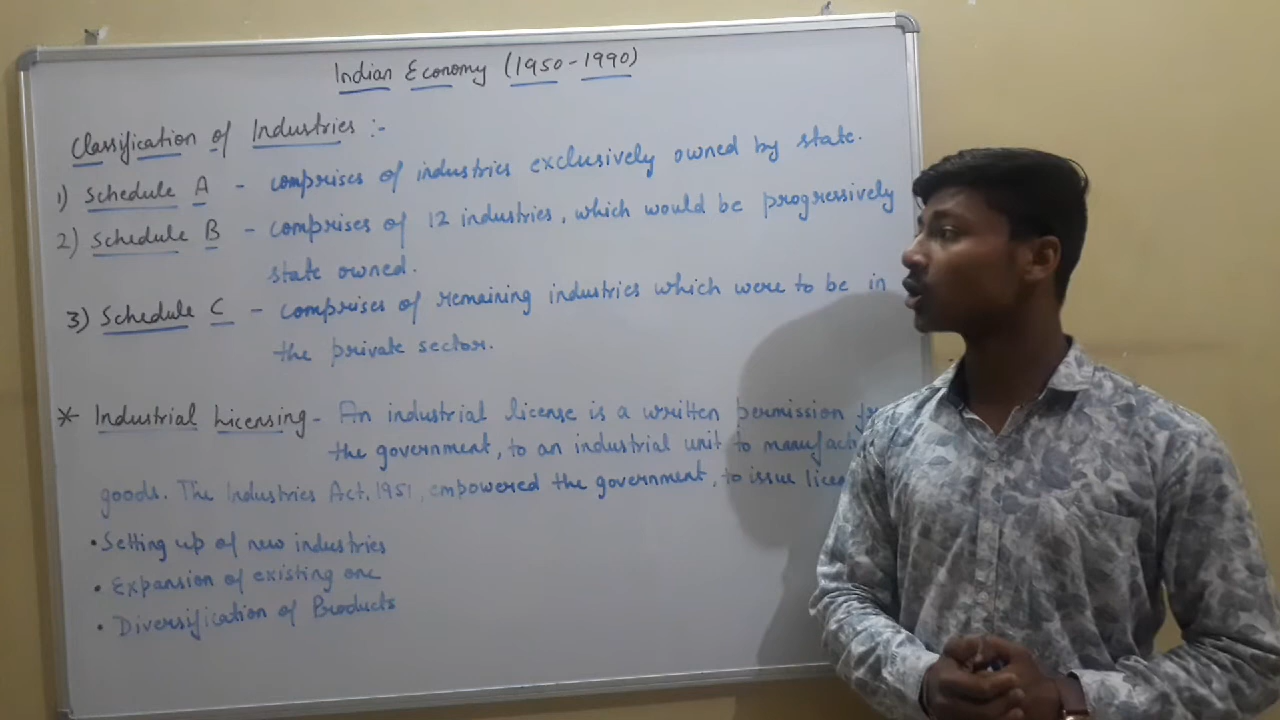 Indian Economy (1950-1990)
Classification of Industries :-
1) Schedule A - comprises of industries exclusively owned by state.
2) Schedule B - comprises of 12 industries, which would be progressively
state owned.
3) Schedule C - comprises of remaining industries which were to be in
the private sector.
* Industrial Licensing - An industrial license is a written permission
the government, to an industrial unit to
goods. The Industries Act, 1951, empowered the government, to issue
• Setting up of new industries
• Expansion of existing one
• Diversification of Products